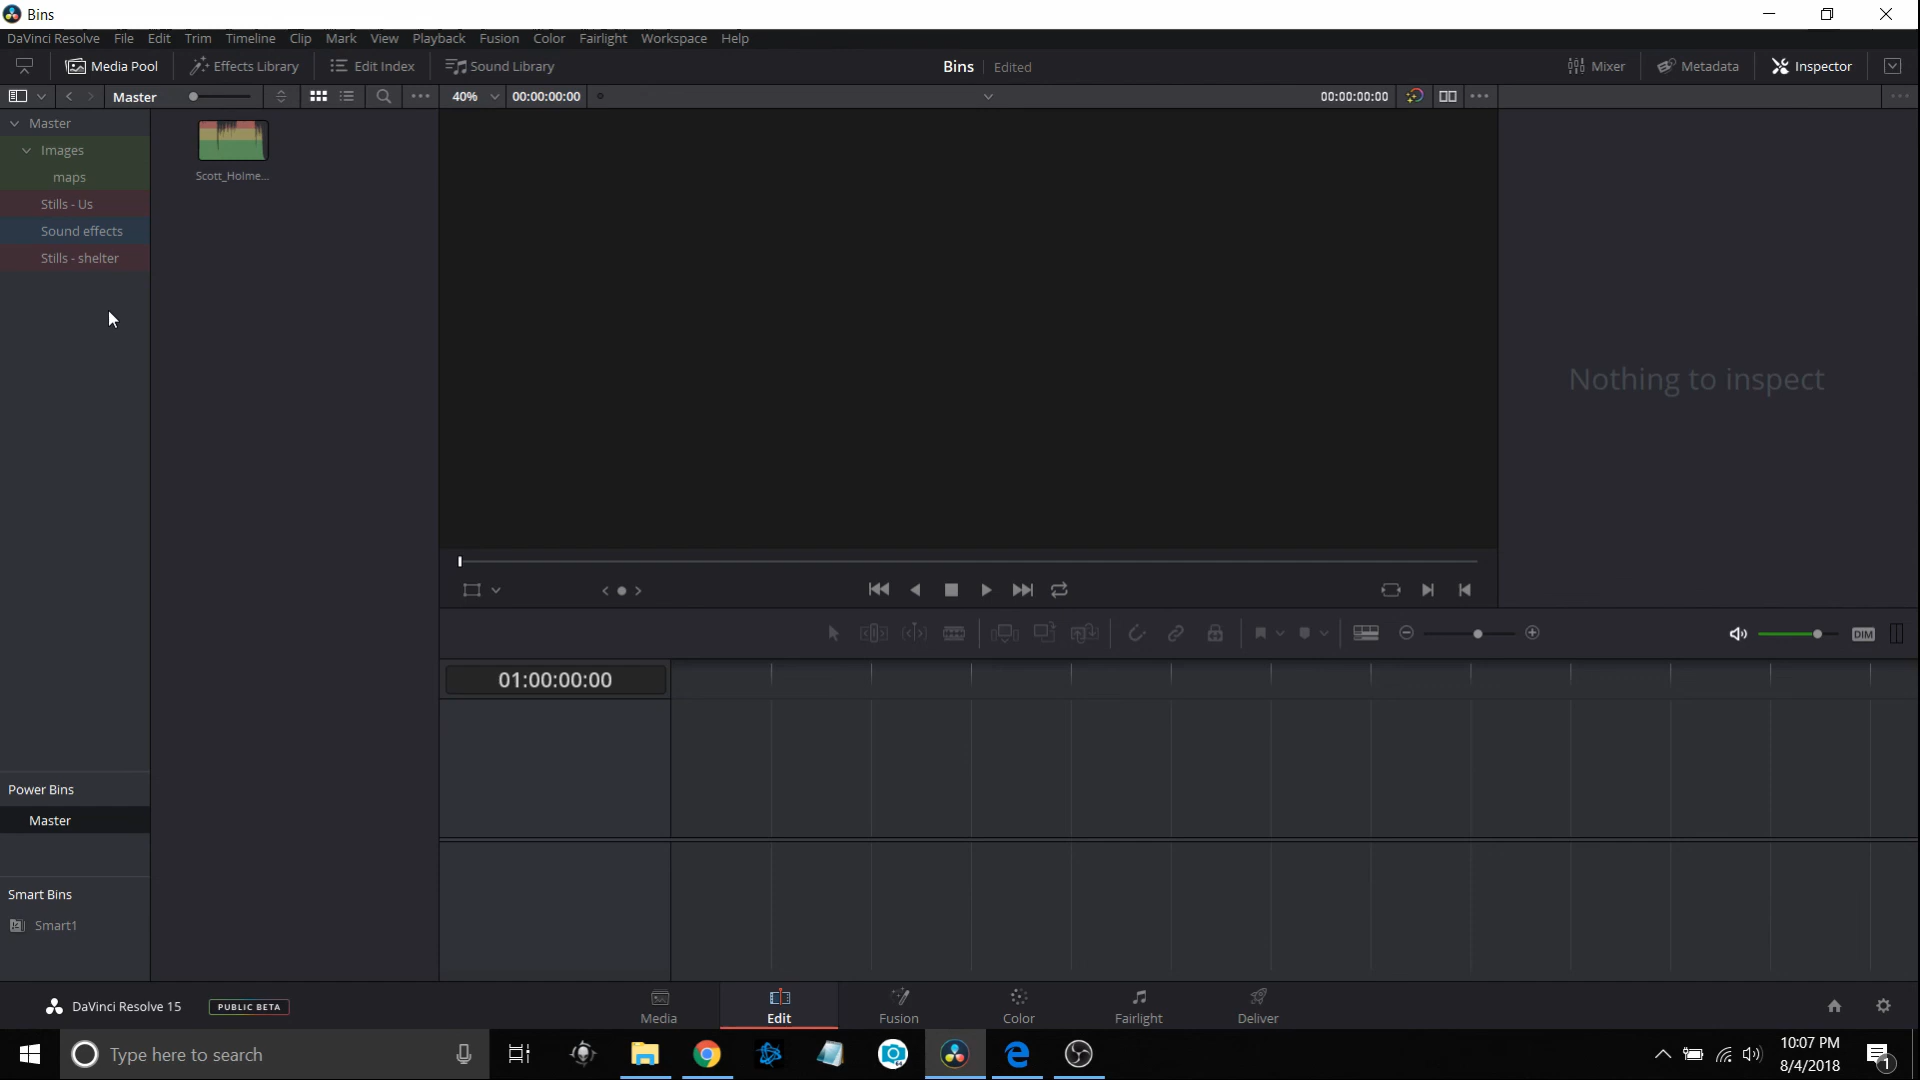 Bins
DaVinci Resolve File Edit Trim Timeline Clip Mark View Playback Fusion Color Fairlight Workspace Help
Media Pool Effects Library Edit Index Sound Library Bins Edited Mixer Metadata Inspector
Master 40% 00:00:00:00 00:00:00:00
Master
Images
maps
Stills - Us
Sound effects
Stills - shelter
Scott_Holme...
Nothing to inspect
DIM
01:00:00:00
Power Bins
Master
Smart Bins
Smart1
DaVinci Resolve 15 PUBLIC BETA
Media Edit Fusion Color Fairlight Deliver
Type here to search
10:07 PM
8/4/2018
1